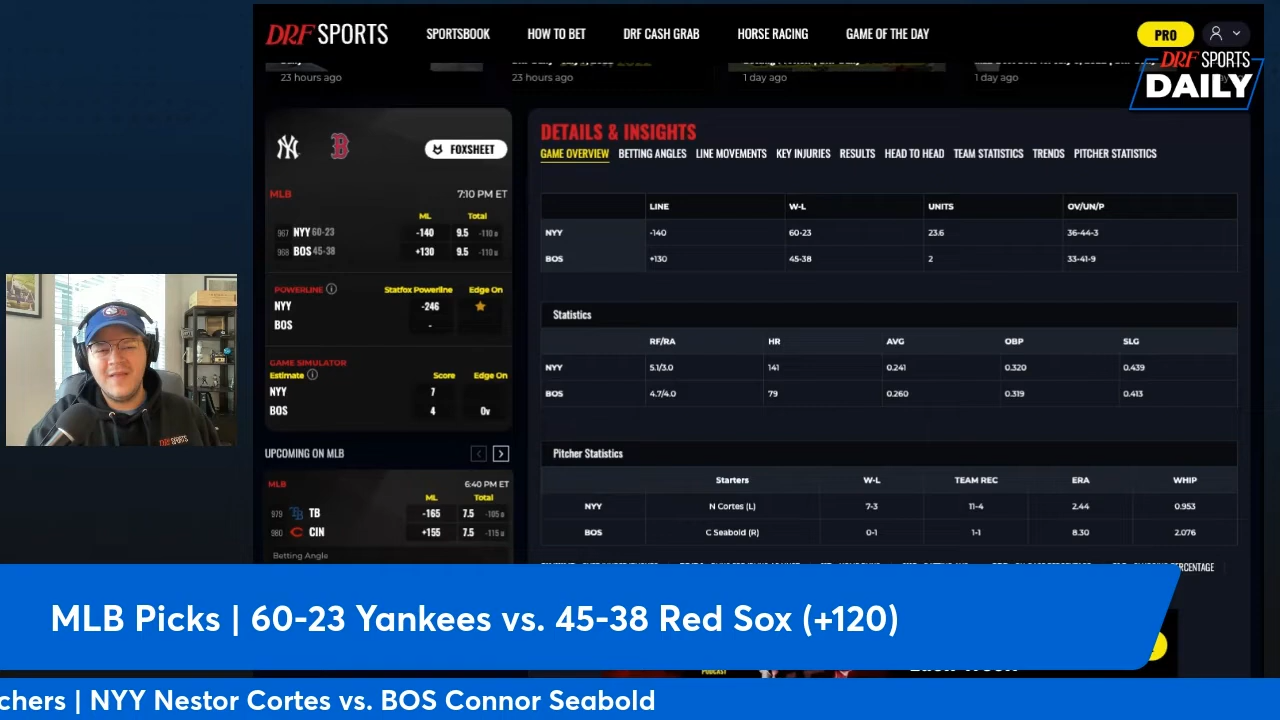 DRF SPORTS
SPORTSBOOK HOW TO BET DRF CASH GRAB HORSE RACING GAME OF THE DAY
PRO
DRF SPORTS
DAILY
23 hours ago 23 hours ago 1 day ago 1 day ago
FOXSHEET
MLB 7:10 PM ET
ML Total
967 NYY 60-23 -140 9.5 -110
968 BOS 45-38 +130 9.5 -110
POWERLINE Statfox Powerline Edge On
NYY -246
BOS -
GAME SIMULATOR
Estimate Score Edge On
NYY 7
BOS 4 Ov
UPCOMING ON MLB
MLB 6:40 PM ET
ML Total
979 TB -165 7.5 -105
980 CIN +155 7.5 -115
Betting Angle
DETAILS & INSIGHTS
GAME OVERVIEW BETTING ANGLES LINE MOVEMENTS KEY INJURIES RESULTS HEAD TO HEAD TEAM STATISTICS TRENDS PITCHER STATISTICS
LINE W-L UNITS OV/UN/P
NYY -140 60-23 23.6 36-44-3
BOS +130 45-38 2 33-41-9
Statistics
RF/RA HR AVG OBP SLG
NYY 5.1/3.0 141 0.241 0.320 0.439
BOS 4.7/4.0 79 0.260 0.319 0.413
Pitcher Statistics
Starters W-L TEAM REC ERA WHIP
NYY N Cortes (L) 7-3 11-4 2.44 0.953
BOS C Seabold (R) 0-1 1-1 8.30 2.076
DRF SPORTS
MLB Picks | 60-23 Yankees vs. 45-38 Red Sox (+120)
PODCAST
chers | NYY Nestor Cortes vs. BOS Connor Seabold